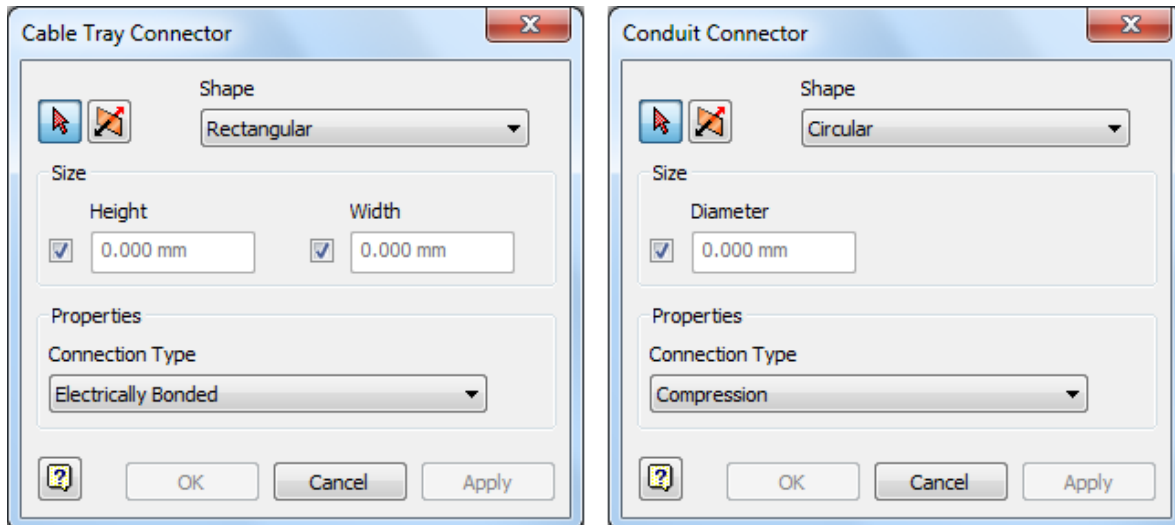 Cable Tray Connector
Shape
Rectangular
Size
Height Width
0.000 mm 0.000 mm
Properties
Connection Type
Electrically Bonded
OK Cancel Apply
Conduit Connector
Shape
Circular
Size
Diameter
0.000 mm
Properties
Connection Type
Compression
OK Cancel Apply